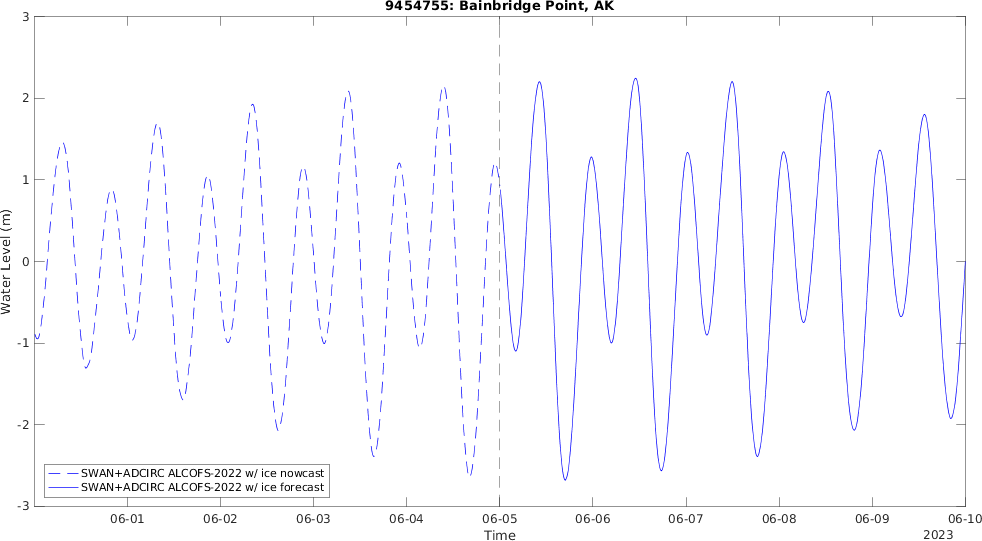 9454755: Bainbridge Point, AK
Water Level (m)
3
2
1
0
-1
-2
-3
SWAN+ADCIRC ALCOFS-2022 w/ ice nowcast
SWAN+ADCIRC ALCOFS-2022 w/ ice forecast
06-01 06-02 06-03 06-04 06-05 06-06 06-07 06-08 06-09 06-10
Time
2023